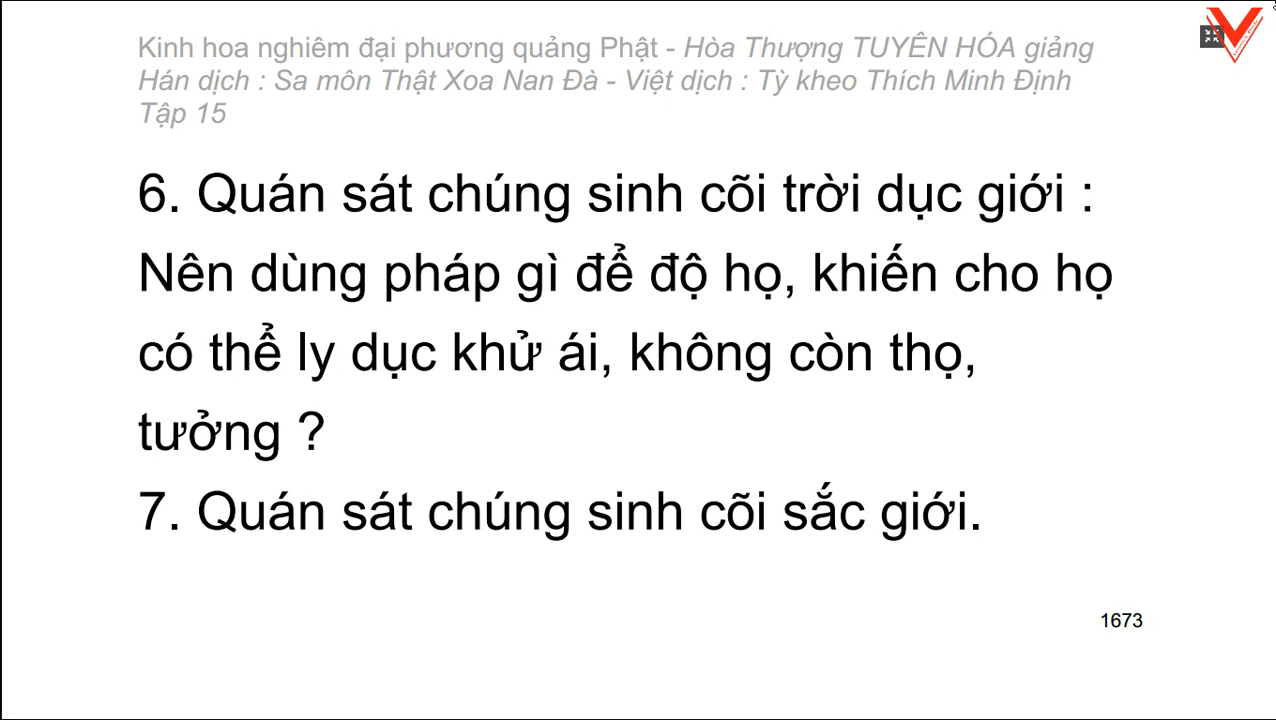 Kinh hoa nghiêm đại phương quảng Phật - Hòa Thượng TUYÊN HÓA giảng
Hán dịch : Sa môn Thật Xoa Nan Đà - Việt dịch : Tỳ kheo Thích Minh Định
Tập 15
6. Quán sát chúng sinh cõi trời dục giới :
Nên dùng pháp gì để độ họ, khiến cho họ
có thể ly dục khử ái, không còn thọ,
tưởng ?
7. Quán sát chúng sinh cõi sắc giới.
1673